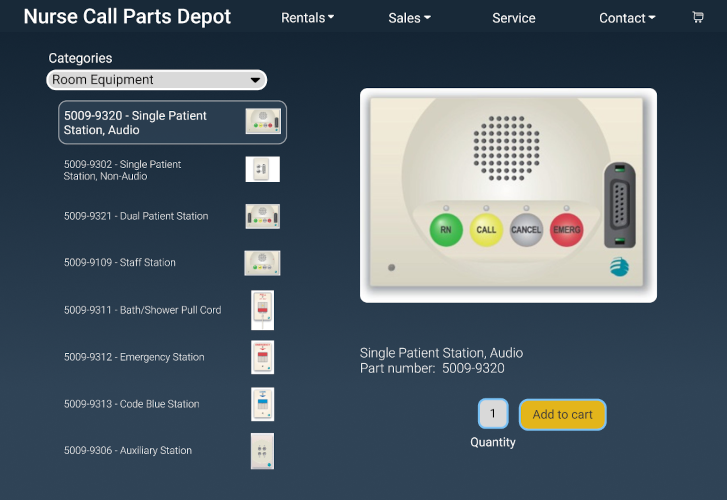 Nurse Call Parts Depot
Rentals
Sales
Service
Contact
Categories
Room Equipment
5009-9320 - Single Patient
Station, Audio
5009-9302 - Single Patient
Station, Non-Audio
5009-9321 - Dual Patient Station
5009-9109 - Staff Station
5009-9311 - Bath/Shower Pull Cord
5009-9312 - Emergency Station
5009-9313 - Code Blue Station
5009-9306 - Auxiliary Station
RN
CALL
CANCEL
EMERG
Single Patient Station, Audio
Part number: 5009-9320
1
Add to cart
Quantity